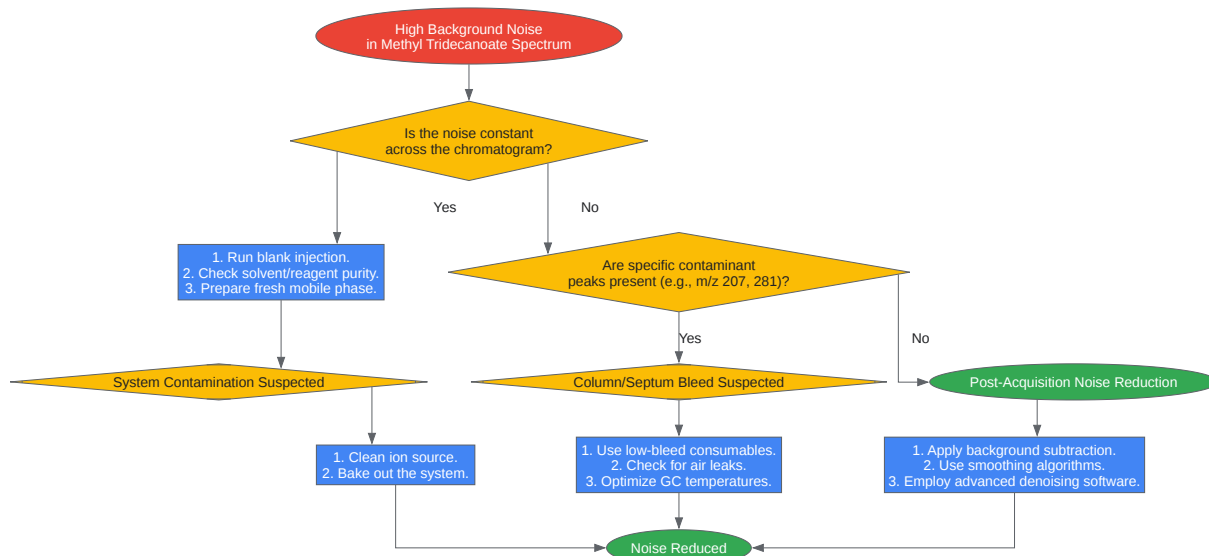 High Background Noise
in Methyl Tridecanoate Spectrum
Is the noise constant
across the chromatogram?
Yes
No
1. Run blank injection.
2. Check solvent/reagent purity.
3. Prepare fresh mobile phase.
Are specific contaminant
peaks present (e.g., m/z 207, 281)?
Yes
No
System Contamination Suspected
Column/Septum Bleed Suspected
Post-Acquisition Noise Reduction
1. Clean ion source.
2. Bake out the system.
1. Use low-bleed consumables.
2. Check for air leaks.
3. Optimize GC temperatures.
1. Apply background subtraction.
2. Use smoothing algorithms.
3. Employ advanced denoising software.
Noise Reduced